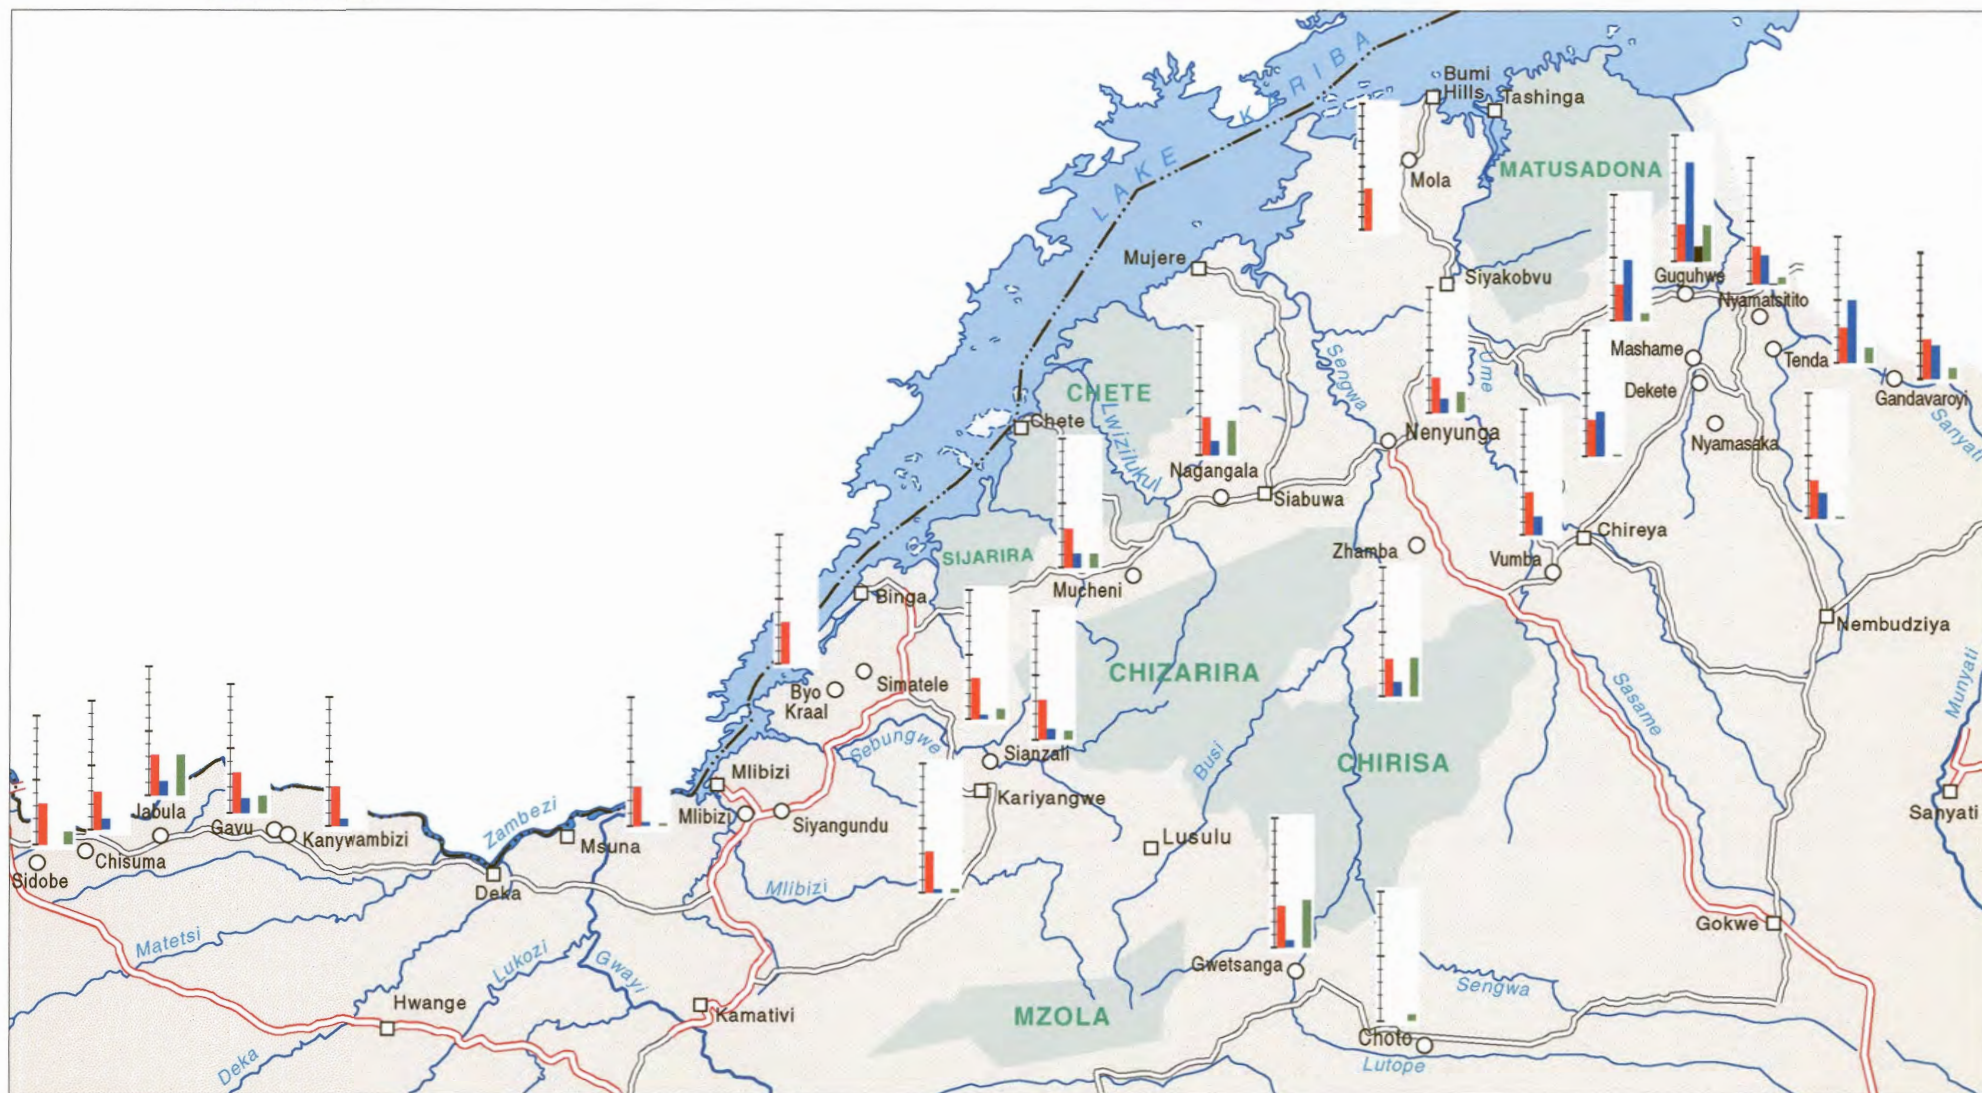 LAKE KARIBA
Bumi
Hills
Tashinga
Mola
MATUSADONA
Mujere
Siyakobvu
Guguhwe
Nyamatsitito
Mashame
Tenda
Dekete
Gandavaroyi
Nyamasaka
Sanyati
Sengwa
Ume
CHETE
Chete
Lwizilukul
Nenyunga
Nagangala
Siabuwa
Chireya
Zhamba
Vumba
SIJARIRA
Mucheni
Binga
Nembudziya
CHIZARIRA
Simatele
Byo
Kraal
Sasame
Munyati
Sebungwe
Sianzali
Busi
CHIRISA
Mlibizi
Kariyangwe
Sanyati
Jabula
Gavu
Kanywambizi
Zambezi
Mlibizi
Siyangundu
Msuna
Lusulu
Chisuma
Sidobe
Deka
Mlibizi
Gokwe
Matetsi
Lukozi
Gwayi
Gwetsanga
Sengwa
Hwange
Kamativi
MZOLA
Choto
Deka
Lutope